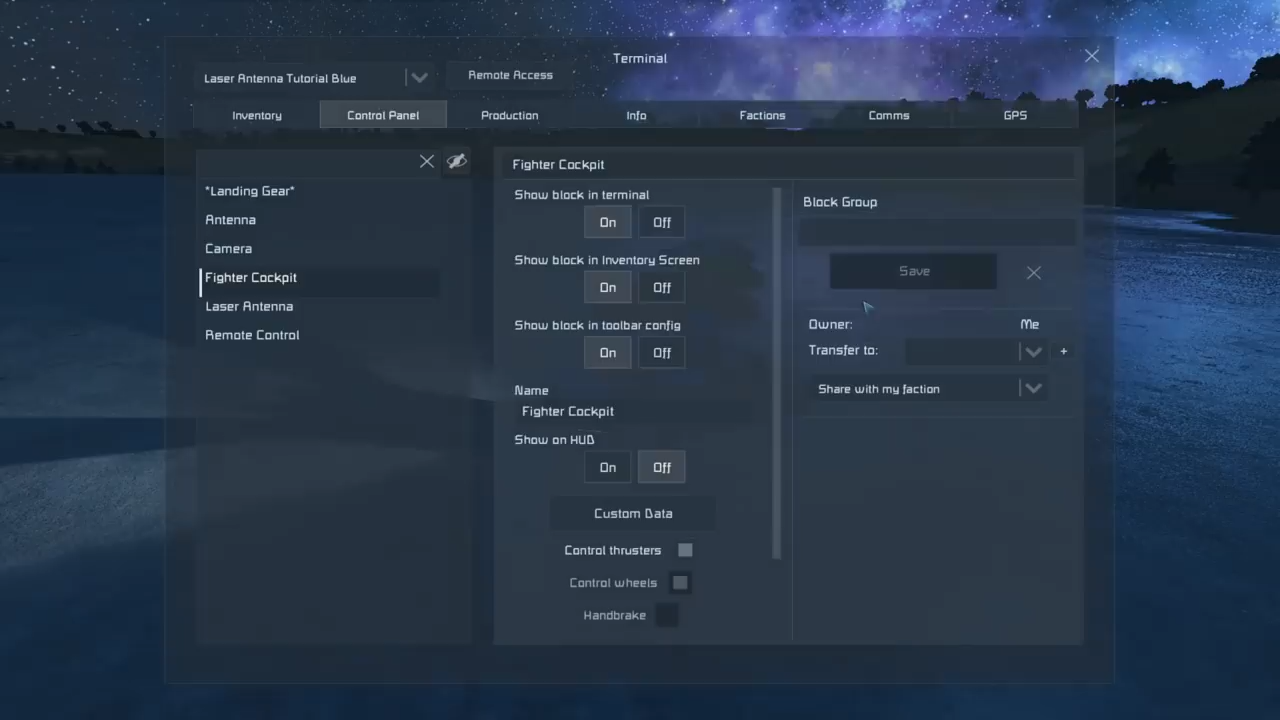 Terminal
Laser Antenna Tutorial Blue
Remote Access
Inventory
Control Panel
Production
Info
Factions
Comms
GPS
*Landing Gear*
Antenna
Camera
Fighter Cockpit
Laser Antenna
Remote Control
Fighter Cockpit
Show block in terminal
On Off
Show block in Inventory Screen
On Off
Show block in toolbar config
On Off
Name
Fighter Cockpit
Show on HUD
On Off
Custom Data
Control thrusters
Control wheels
Handbrake
Block Group
Save
Owner: Me
Transfer to:
+
Share with my faction